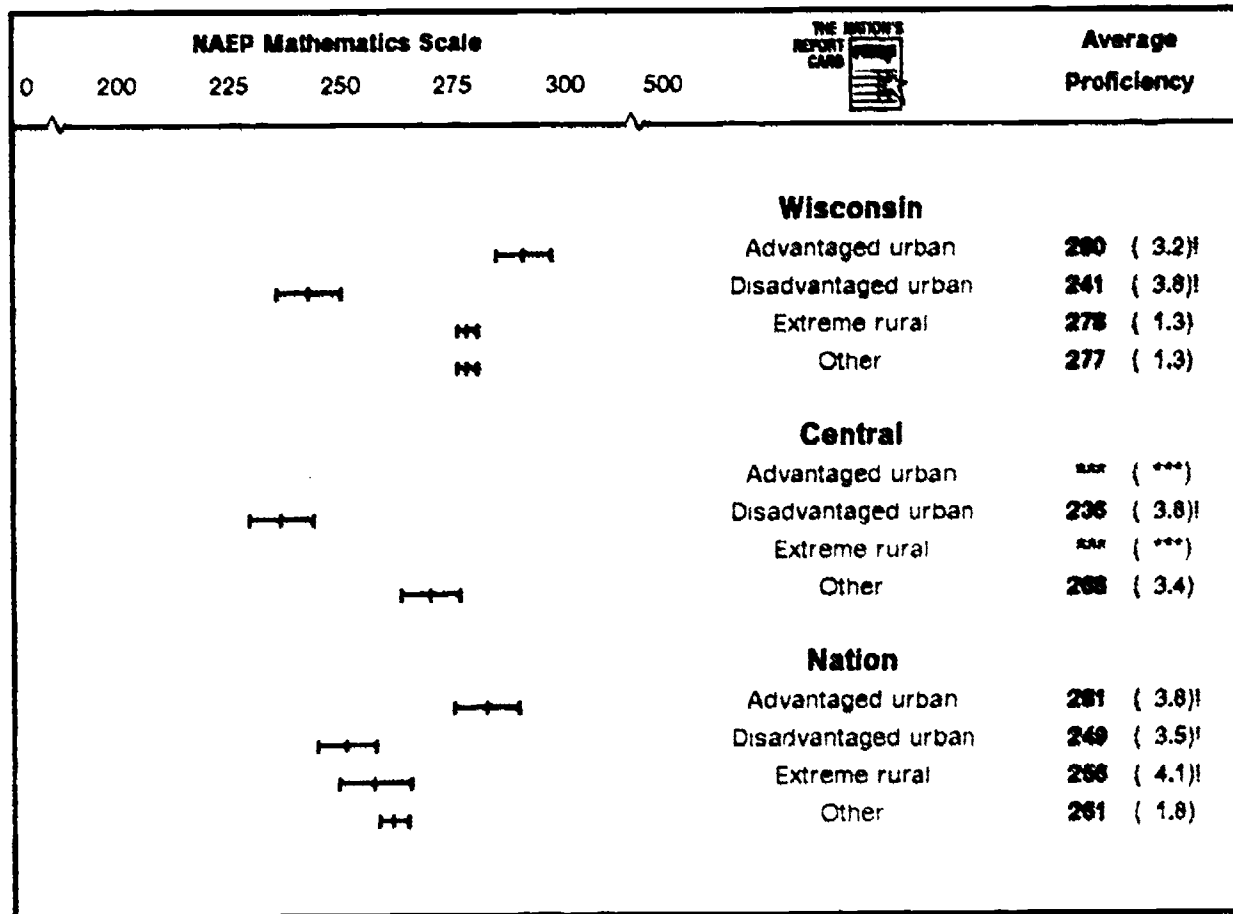 NAEP Mathematics Scale
0 200 225 250 275 300 500
THE NATION'S
REPORT
CARD
Average
Proficiency
Wisconsin
Advantaged urban 290 ( 3.2)!
Disadvantaged urban 241 ( 3.8)!
Extreme rural 278 ( 1.3)
Other 277 ( 1.3)
Central
Advantaged urban *** ( ***)
Disadvantaged urban ( 3.8)!
Extreme rural *** ( ***)
Other 268 ( 3.4)
Nation
Advantaged urban 281 ( 3.8)!
Disadvantaged urban 249 ( 3.5)!
Extreme rural 256 ( 4.1)!
Other 261 ( 1.8)